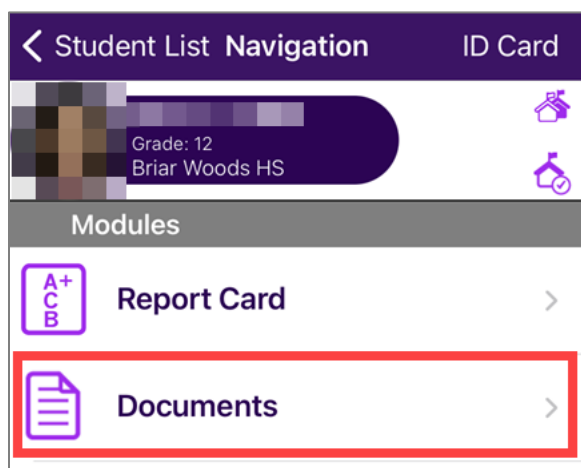 Student List Navigation ID Card
Grade: 12
Briar Woods HS
Modules
A+
C
B
Report Card
Documents